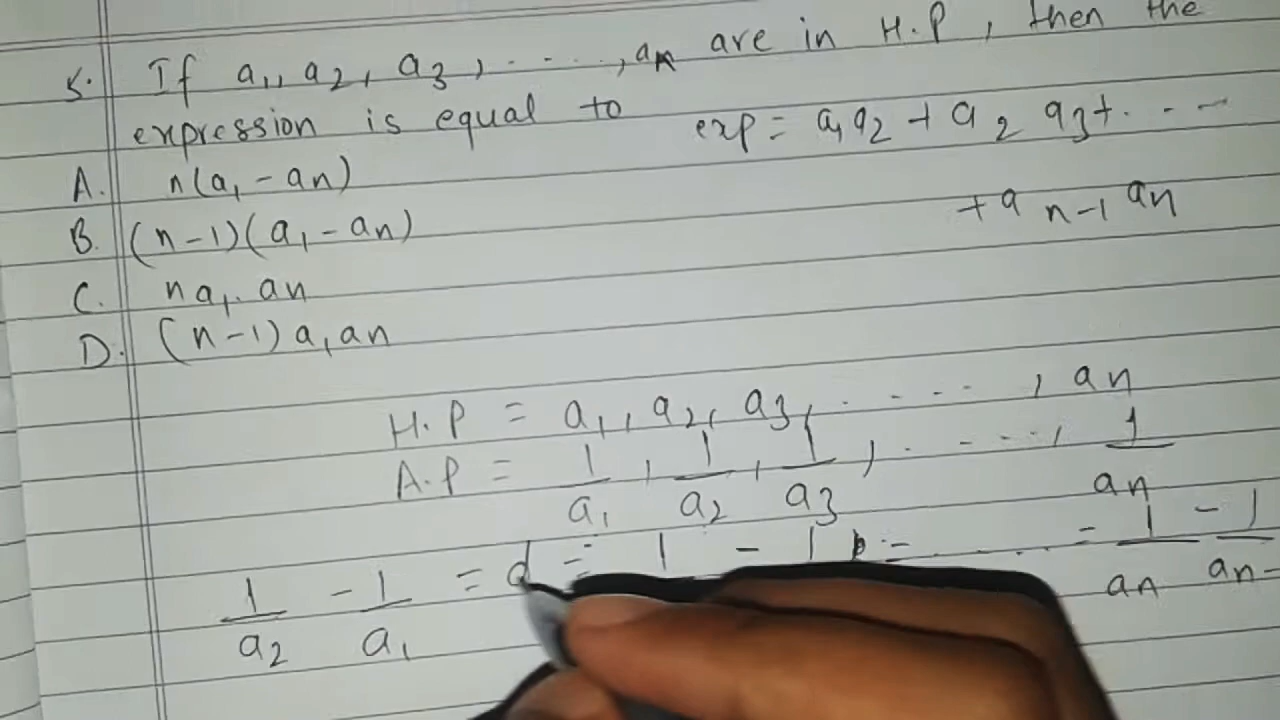 5. If a₁, a₂, a₃, ....., aₙ are in H.P, then the
expression is equal to exp = a₁a₂ + a₂ a₃ + . . -
+ a n-1 an
A. n(a₁ - an)
B. (n-1)(a₁ - an)
C. n a₁. an
D. (n-1) a₁ an
H.P = a₁, a₂, a₃, . . . . , an
A.P = 1/a₁, 1/a₂, 1/a₃, . . . ., 1/an
1/a₂ - 1/a₁ = d = 1 - 1 = ..... = 1/an - 1/an-